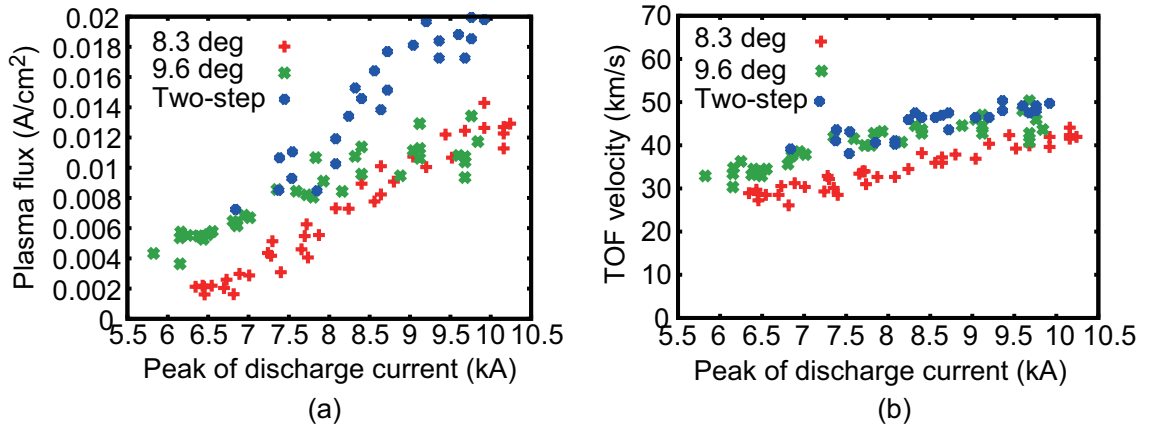 Plasma flux (A/cm2)
0.02
0.018
0.016
0.014
0.012
0.01
0.008
0.006
0.004
0.002
0
8.3 deg
9.6 deg
Two-step
5.5 6 6.5 7 7.5 8 8.5 9 9.5 10 10.5
Peak of discharge current (kA)
(a)
TOF velocity (km/s)
70
60
50
40
30
20
10
0
8.3 deg
9.6 deg
Two-step
5.5 6 6.5 7 7.5 8 8.5 9 9.5 10 10.5
Peak of discharge current (kA)
(b)